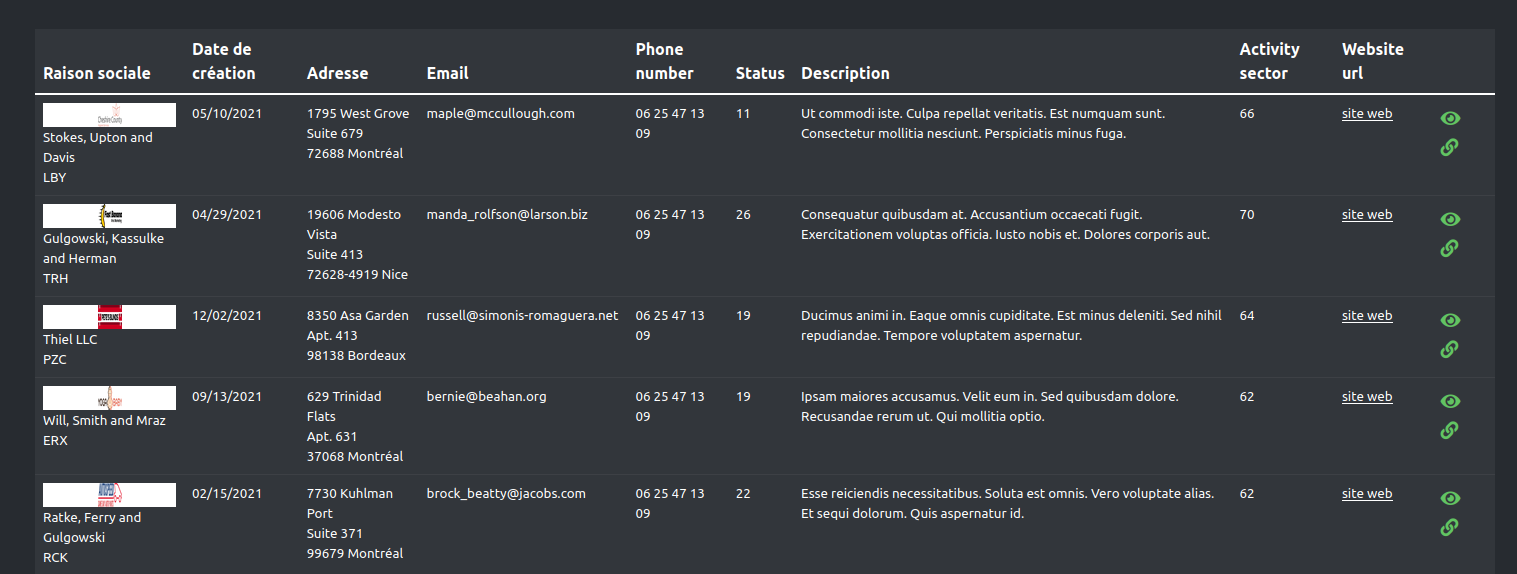 Raison sociale
Date de
création
Adresse
Email
Phone
number
Status
Description
Activity
sector
Website
url
Cheshire County
Stokes, Upton and
Davis
LBY
05/10/2021
1795 West Grove
Suite 679
72688 Montréal
maple@mccullough.com
06 25 47 13
09
11
Ut commodi iste. Culpa repellat veritatis. Est numquam sunt.
Consectetur mollitia nesciunt. Perspiciatis minus fuga.
66
site web
Gulgowski, Kassulke
and Herman
TRH
04/29/2021
19606 Modesto
Vista
Suite 413
72628-4919 Nice
manda_rolfson@larson.biz
06 25 47 13
09
26
Consequatur quibusdam at. Accusantium occaecati fugit.
Exercitationem voluptas officia. Iusto nobis et. Dolores corporis aut.
70
site web
Thiel LLC
PZC
12/02/2021
8350 Asa Garden
Apt. 413
98138 Bordeaux
russell@simonis-romaguera.net
06 25 47 13
09
19
Ducimus animi in. Eaque omnis cupiditate. Est minus deleniti. Sed nihil
repudiandae. Tempore voluptatem aspernatur.
64
site web
Will, Smith and Mraz
ERX
09/13/2021
629 Trinidad
Flats
Apt. 631
37068 Montréal
bernie@beahan.org
06 25 47 13
09
19
Ipsam maiores accusamus. Velit eum in. Sed quibusdam dolore.
Recusandae rerum ut. Qui mollitia optio.
62
site web
Ratke, Ferry and
Gulgowski
RCK
02/15/2021
7730 Kuhlman
Port
Suite 371
99679 Montréal
brock_beatty@jacobs.com
06 25 47 13
09
22
Esse reiciendis necessitatibus. Soluta est omnis. Vero voluptate alias.
Et sequi dolorum. Quis aspernatur id.
62
site web